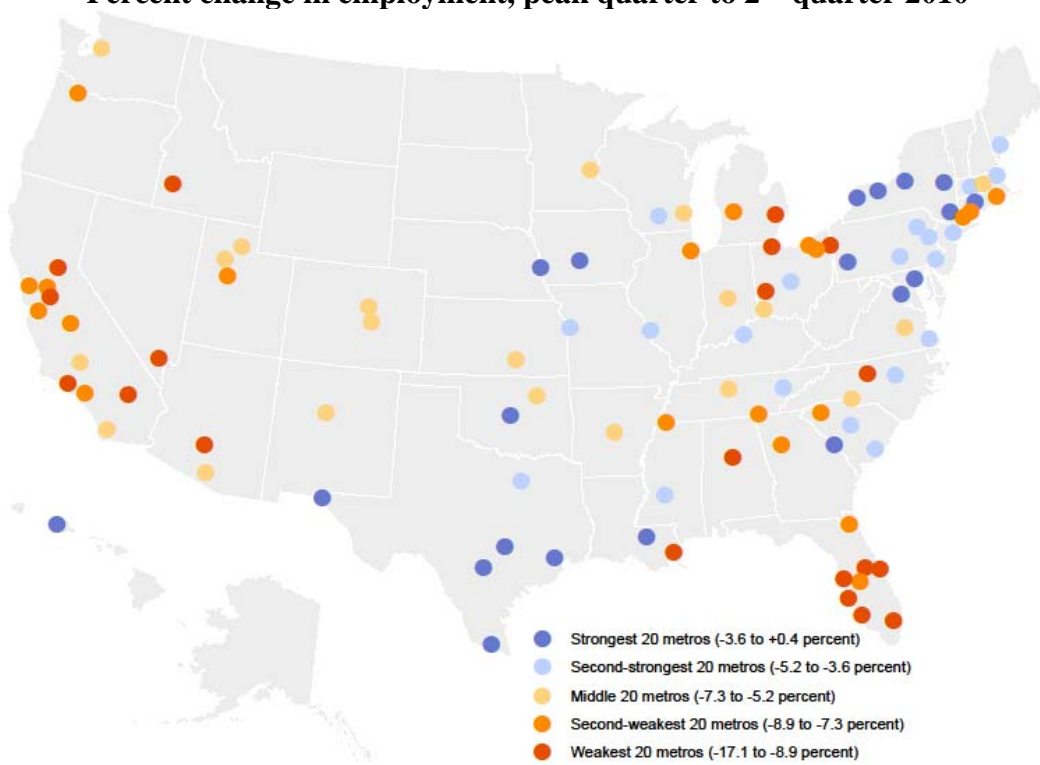 Percent change in employment, peak quarter to 2nd quarter 2010
Strongest 20 metros (-3.6 to +0.4 percent)
Second-strongest 20 metros (-5.2 to -3.6 percent)
Middle 20 metros (-7.3 to -5.2 percent)
Second-weakest 20 metros (-8.9 to -7.3 percent)
Weakest 20 metros (-17.1 to -8.9 percent)